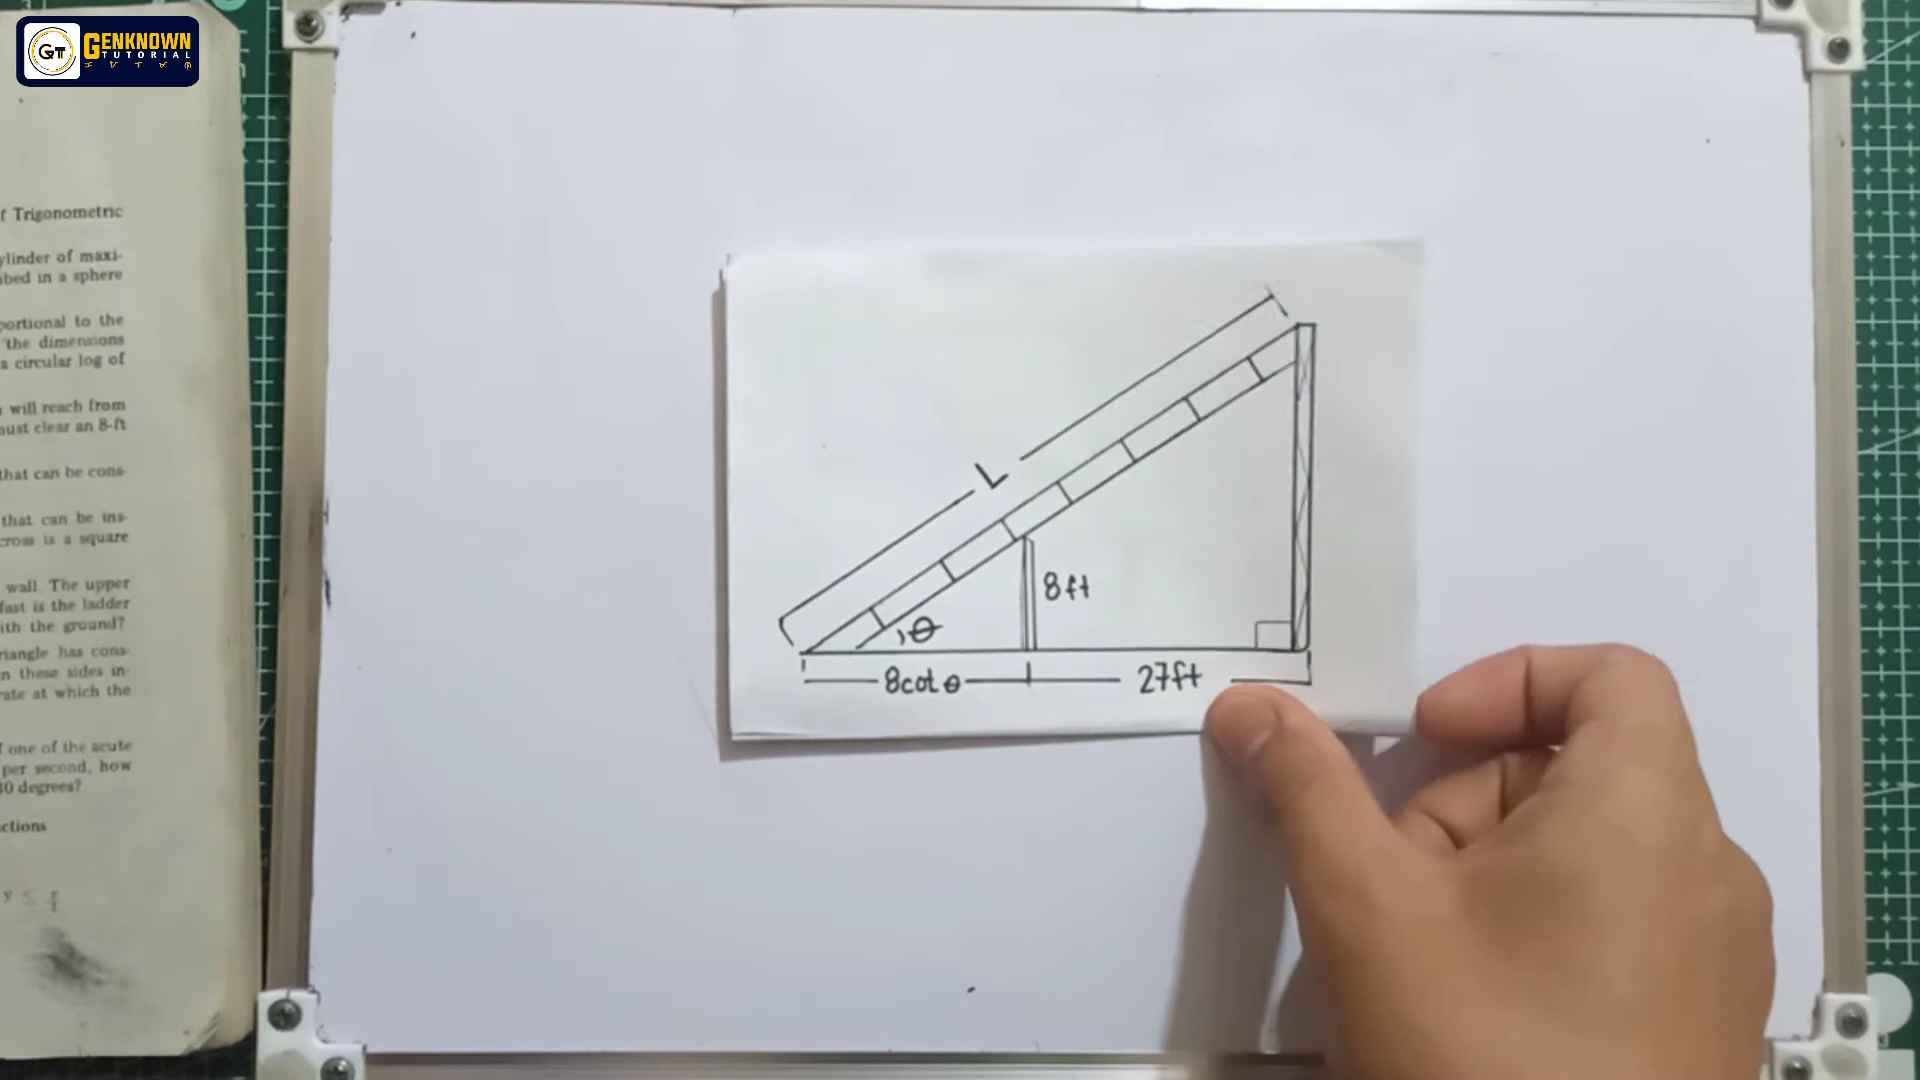 GT GENKNOWN
TUTORIAL
f Trigonometric
ylinder of maxi-
ibed in a sphere
portional to the
the dimensions
a circular log of
will reach from
nust clear an 8-ft
that can be cons-
that can be ins-
cross is a square
wall. The upper
fast is the ladder
ith the ground?
riangle has cons-
n these sides in-
rate at which the
f one of the acute
per second, how
0 degrees?
ctions
y ≤
L
8ft
θ
8cotθ
27ft